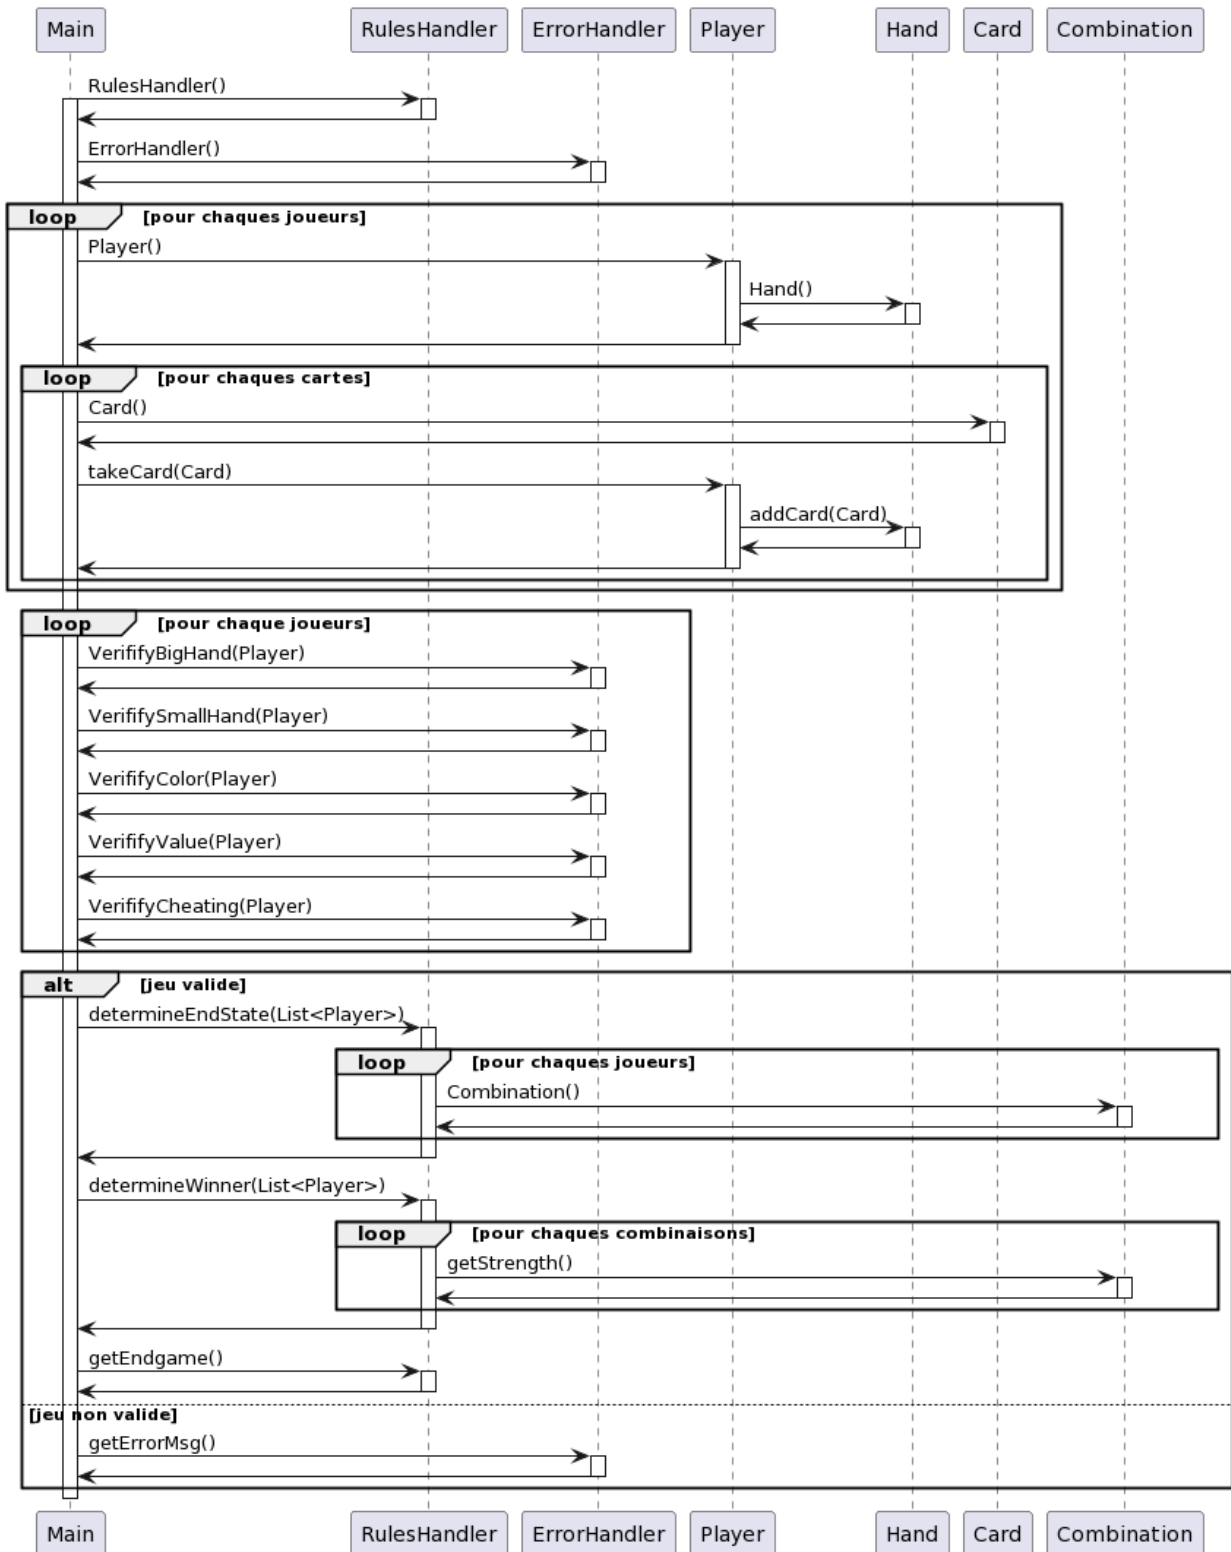 Main RulesHandler ErrorHandler Player Hand Card Combination
RulesHandler()
ErrorHandler()
loop [pour chaques joueurs]
Player()
Hand()
loop [pour chaques cartes]
Card()
takeCard(Card)
addCard(Card)
loop [pour chaque joueurs]
VerififyBigHand(Player)
VerififySmallHand(Player)
VerififyColor(Player)
VerififyValue(Player)
VerififyCheating(Player)
alt [jeu valide]
determineEndState(List<Player>)
loop [pour chaques joueurs]
Combination()
determineWinner(List<Player>)
loop [pour chaques combinaisons]
getStrength()
getEndgame()
[jeu non valide]
getErrorMsg()
Main RulesHandler ErrorHandler Player Hand Card Combination